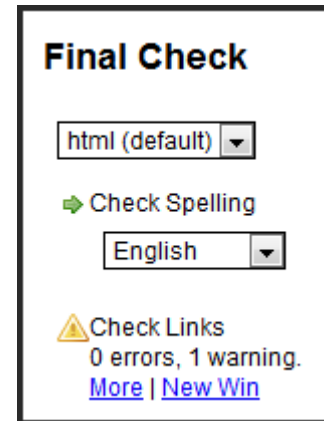 Final Check
html (default)
Check Spelling
English
Check Links
0 errors, 1 warning.
More | New Win